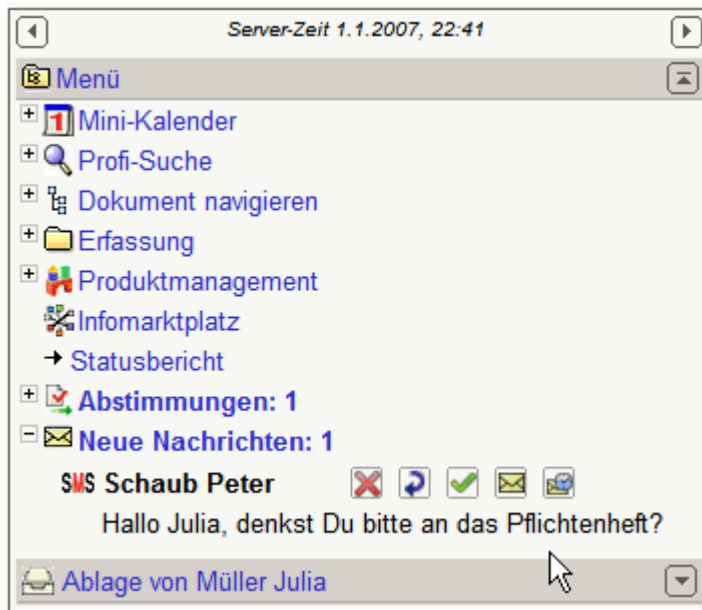 Server-Zeit 1.1.2007, 22:41
Menü
1 Mini-Kalender
Profi-Suche
Dokument navigieren
Erfassung
Produktmanagement
Infomarktplatz
Statusbericht
Abstimmungen: 1
Neue Nachrichten: 1
SMS Schaub Peter
Hallo Julia, denkst Du bitte an das Pflichtenheft?
Ablage von Müller Julia